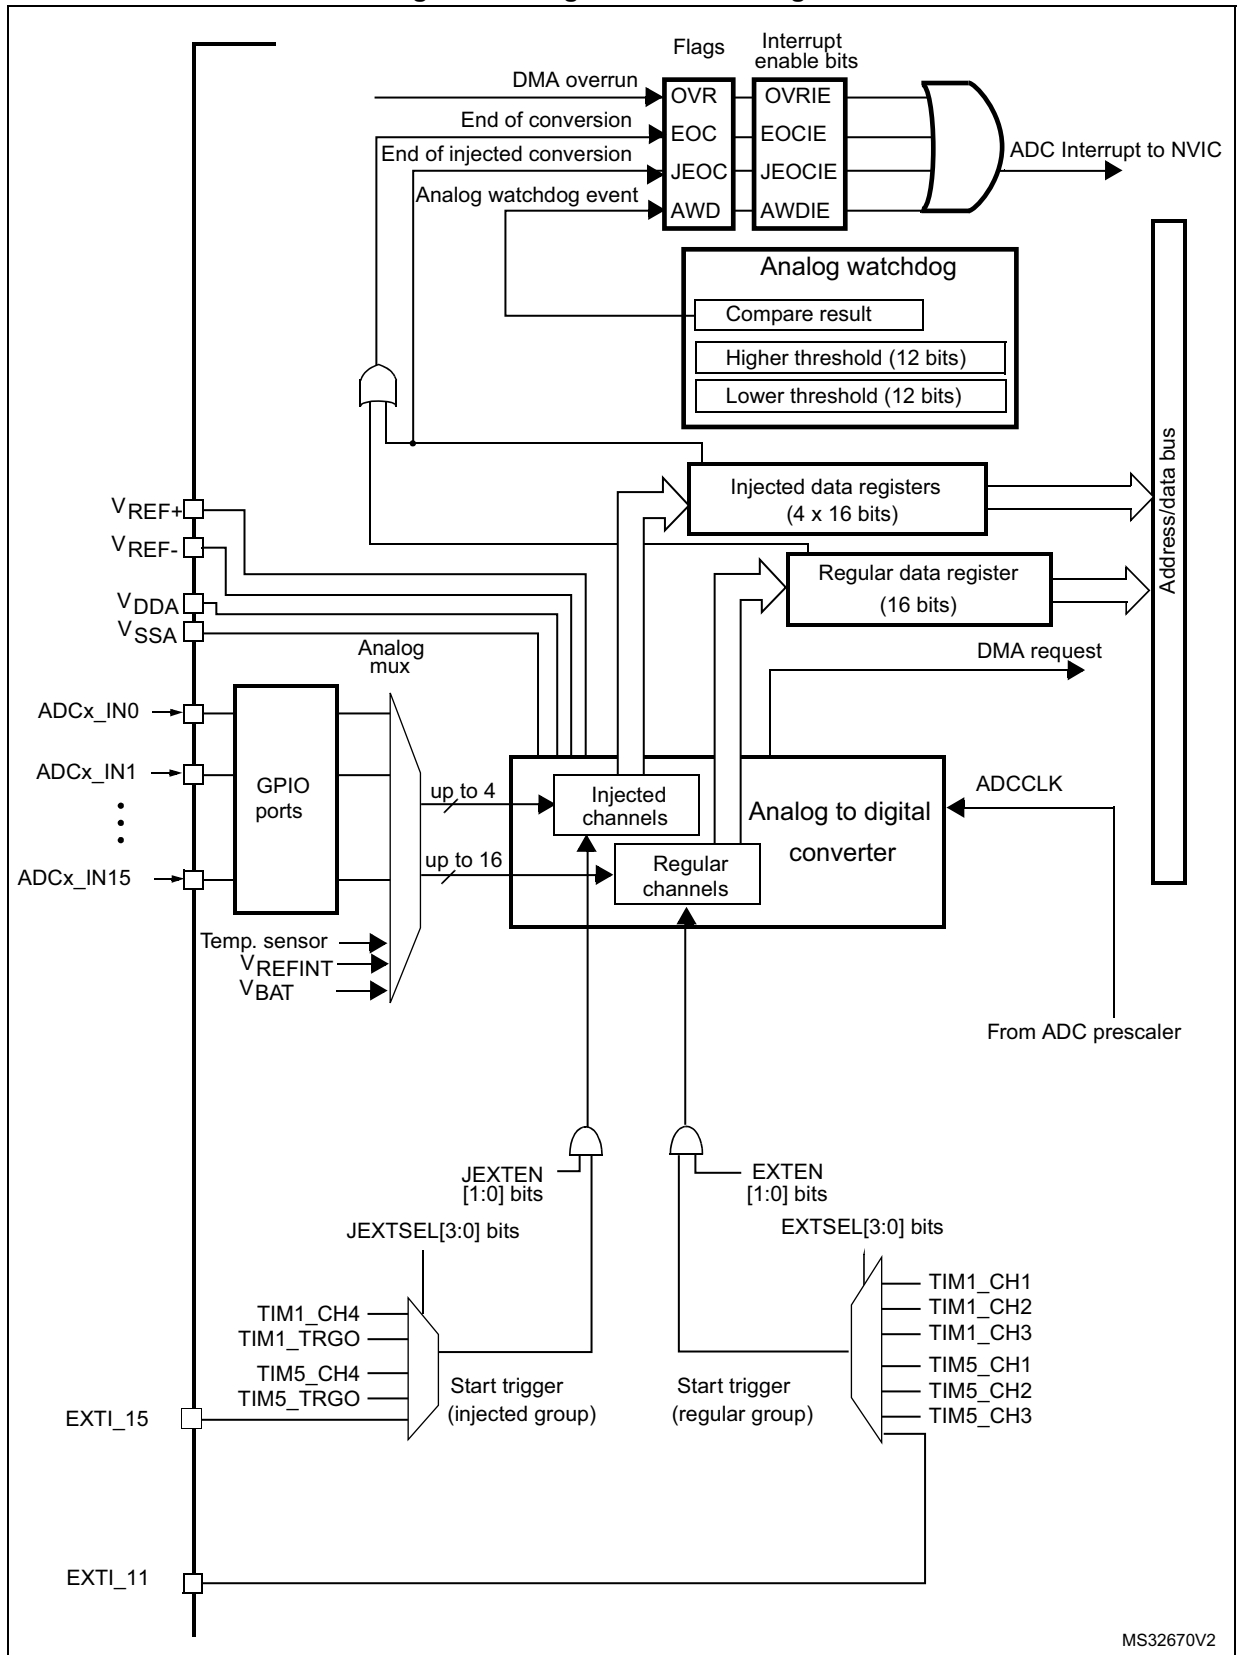 Flags
Interrupt
enable bits
DMA overrun
OVR
OVRIE
End of conversion
EOC
EOCIE
End of injected conversion
JEOC
JEOCIE
Analog watchdog event
AWD
AWDIE
ADC Interrupt to NVIC
Analog watchdog
Compare result
Higher threshold (12 bits)
Lower threshold (12 bits)
Address/data bus
Injected data registers
(4 x 16 bits)
Regular data register
(16 bits)
VREF+
VREF-
VDDA
VSSA
Analog
mux
DMA request
ADCx_IN0
ADCx_IN1
ADCx_IN15
GPIO
ports
up to 4
up to 16
Injected
channels
Regular
channels
Analog to digital
converter
ADCCLK
Temp. sensor
VREFINT
VBAT
From ADC prescaler
JEXTEN
[1:0] bits
EXTEN
[1:0] bits
JEXTSEL[3:0] bits
EXTSEL[3:0] bits
TIM1_CH4
TIM1_TRGO
TIM5_CH4
TIM5_TRGO
Start trigger
(injected group)
Start trigger
(regular group)
TIM1_CH1
TIM1_CH2
TIM1_CH3
TIM5_CH1
TIM5_CH2
TIM5_CH3
EXTI_15
EXTI_11
MS32670V2